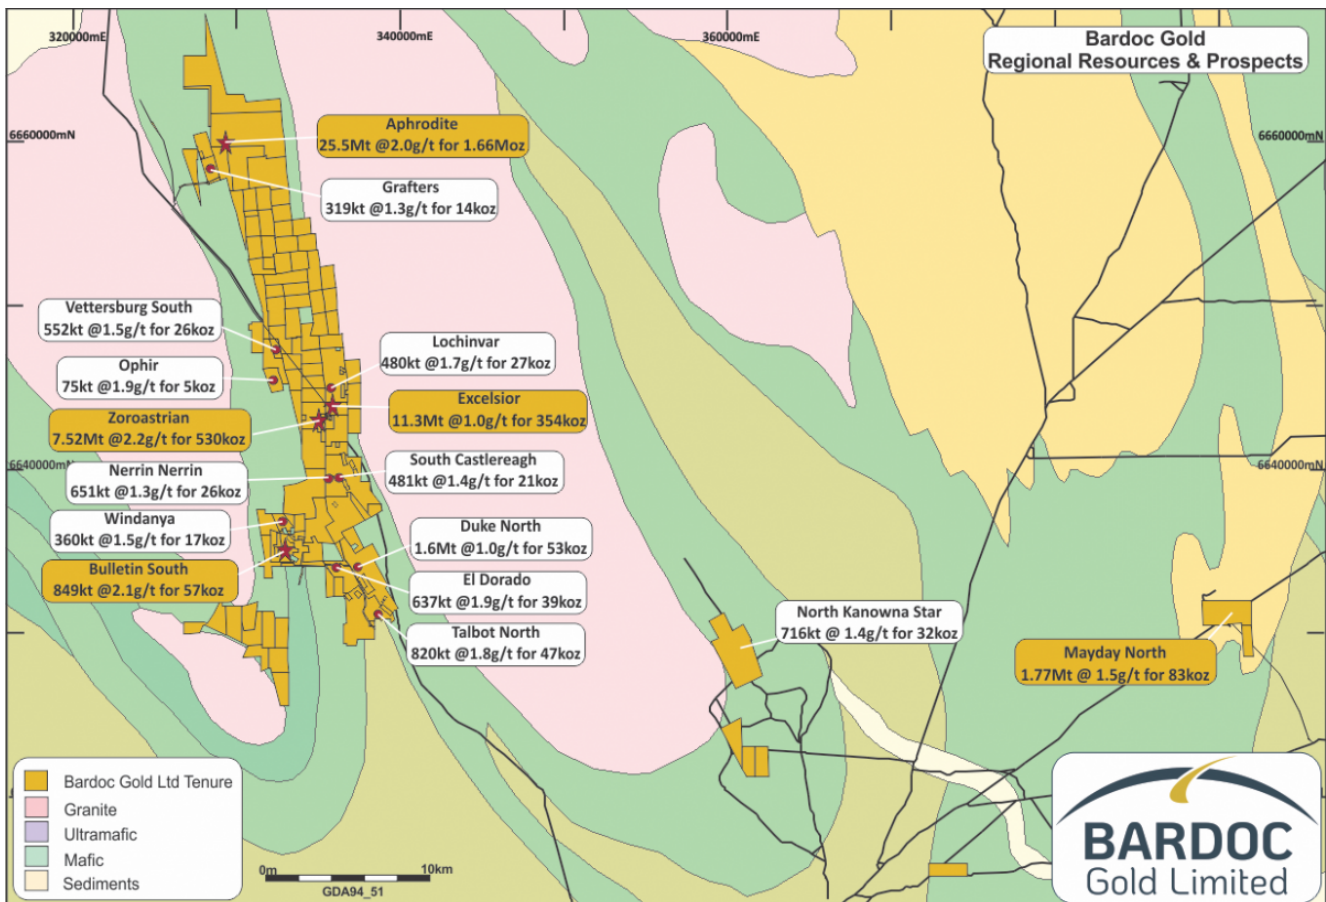 320000mE
340000mE
360000mE
Bardoc Gold
Regional Resources & Prospects
6660000mN
6660000mN
Aphrodite
25.5Mt @2.0g/t for 1.66Moz
Grafters
319kt @1.3g/t for 14koz
Vettersburg South
552kt @1.5g/t for 26koz
Lochinvar
480kt @1.7g/t for 27koz
Ophir
75kt @1.9g/t for 5koz
Excelsior
11.3Mt @1.0g/t for 354koz
Zoroastrian
7.52Mt @2.2g/t for 530koz
6640000mN
6640000mN
Nerrin Nerrin
651kt @1.3g/t for 26koz
South Castlereagh
481kt @1.4g/t for 21koz
Windanya
360kt @1.5g/t for 17koz
Duke North
1.6Mt @1.0g/t for 53koz
Bulletin South
849kt @2.1g/t for 57koz
El Dorado
637kt @1.9g/t for 39koz
Talbot North
820kt @1.8g/t for 47koz
North Kanowna Star
716kt @ 1.4g/t for 32koz
Mayday North
1.77Mt @ 1.5g/t for 83koz
Bardoc Gold Ltd Tenure
Granite
Ultramafic
Mafic
Sediments
0m
10km
GDA94_51
BARDOC
Gold Limited